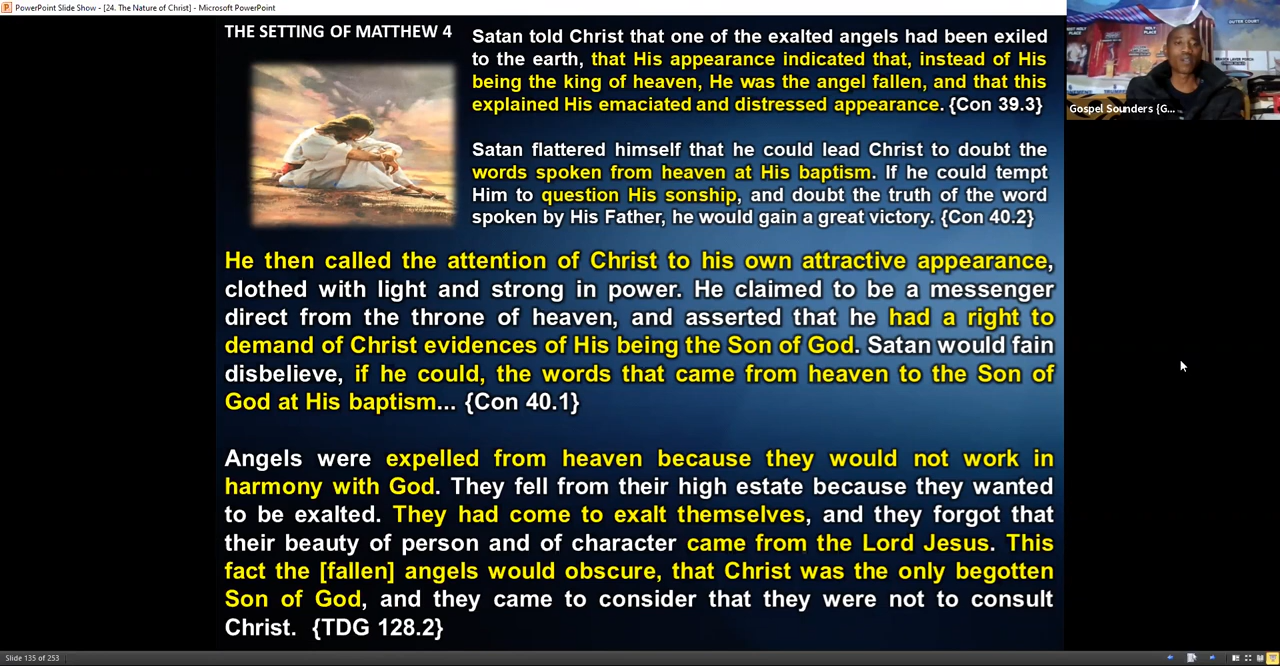 PowerPoint Slide Show - [24. The Nature of Christ] - Microsoft PowerPoint
THE SETTING OF MATTHEW 4
Satan told Christ that one of the exalted angels had been exiled
to the earth, that His appearance indicated that, instead of His
being the king of heaven, He was the angel fallen, and that this
explained His emaciated and distressed appearance. {Con 39.3}
Satan flattered himself that he could lead Christ to doubt the
words spoken from heaven at His baptism. If he could tempt
Him to question His sonship, and doubt the truth of the word
spoken by His Father, he would gain a great victory. {Con 40.2}
He then called the attention of Christ to his own attractive appearance,
clothed with light and strong in power. He claimed to be a messenger
direct from the throne of heaven, and asserted that he had a right to
demand of Christ evidences of His being the Son of God. Satan would fain
disbelieve, if he could, the words that came from heaven to the Son of
God at His baptism... {Con 40.1}
Angels were expelled from heaven because they would not work in
harmony with God. They fell from their high estate because they wanted
to be exalted. They had come to exalt themselves, and they forgot that
their beauty of person and of character came from the Lord Jesus. This
fact the [fallen] angels would obscure, that Christ was the only begotten
Son of God, and they came to consider that they were not to consult
Christ. {TDG 128.2}
OUTER COURT
Gospel Sounders {G...
Slide 135 of 253